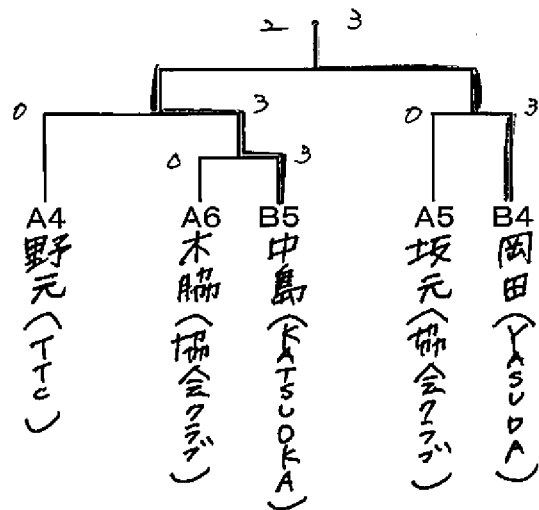 2 3
0 3 0 3
0 3
A4 A6 B5 A5 B4
野元(TTC)
木脇(協会クラブ)
中島(KATSUOKA)
坂元(協会クラブ)
岡田(YASUDA)